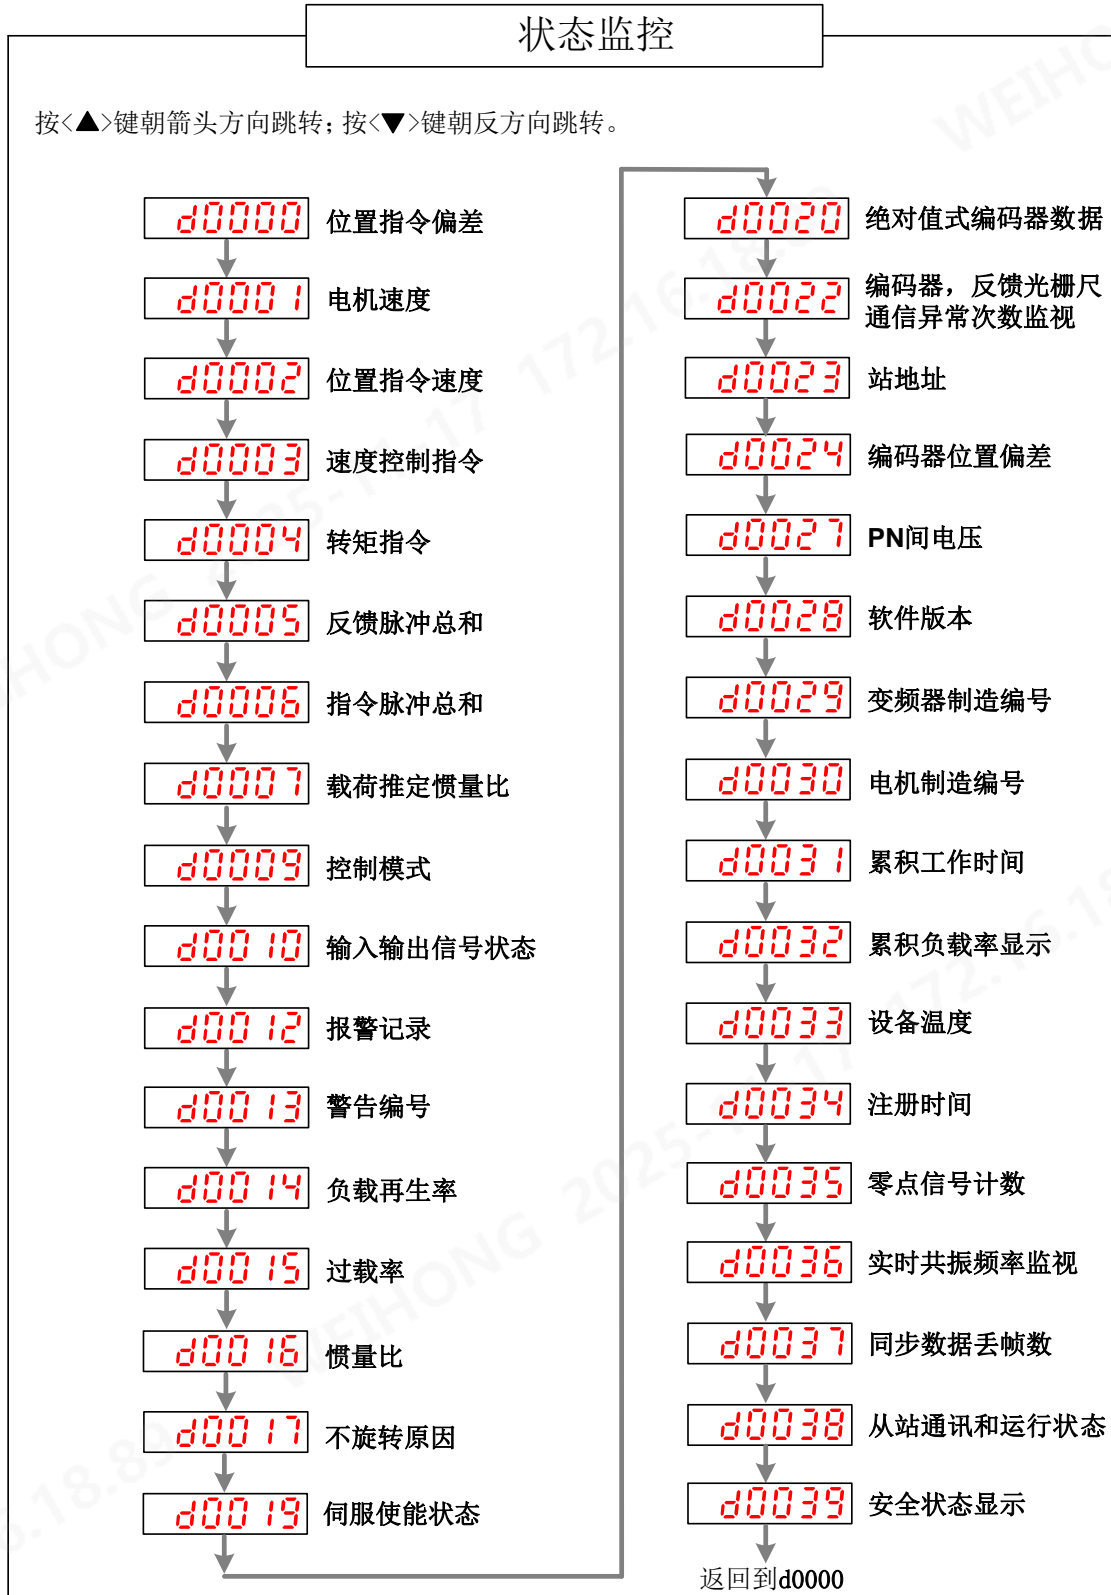 状态监控
按<▲>键朝箭头方向跳转；按<▼>键朝反方向跳转。
d0000 位置指令偏差
d0001 电机速度
d0002 位置指令速度
d0003 速度控制指令
d0004 转矩指令
d0005 反馈脉冲总和
d0006 指令脉冲总和
d0007 载荷推定惯量比
d0009 控制模式
d0010 输入输出信号状态
d0012 报警记录
d0013 警告编号
d0014 负载再生率
d0015 过载率
d0016 惯量比
d0017 不旋转原因
d0019 伺服使能状态
d0020 绝对值式编码器数据
d0022 编码器，反馈光栅尺
通信异常次数监视
d0023 站地址
d0024 编码器位置偏差
d0027 PN间电压
d0028 软件版本
d0029 变频器制造编号
d0030 电机制造编号
d0031 累积工作时间
d0032 累积负载率显示
d0033 设备温度
d0034 注册时间
d0035 零点信号计数
d0036 实时共振频率监视
d0037 同步数据丢帧数
d0038 从站通讯和运行状态
d0039 安全状态显示
返回到d0000
WEIHONG 2025-11-17 172.16.18.89